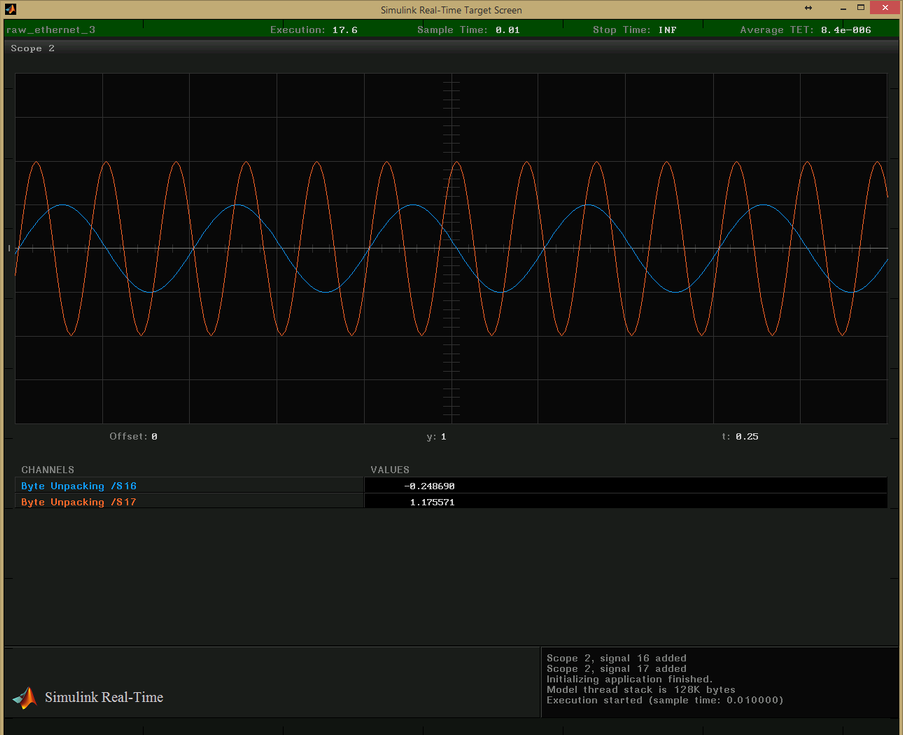 Simulink Real-Time Target Screen
raw_ethernet_3 Execution: 17.6 Sample Time: 0.01 Stop Time: INF Average TET: 8.4e-006
Scope 2
Offset: 0 y: 1 t: 0.25
CHANNELS VALUES
Byte Unpacking /S16 -0.248690
Byte Unpacking /S17 1.175571
Scope 2, signal 16 added
Scope 2, signal 17 added
Initializing application finished.
Model thread stack is 128K bytes
Execution started (sample time: 0.010000)
Simulink Real-Time